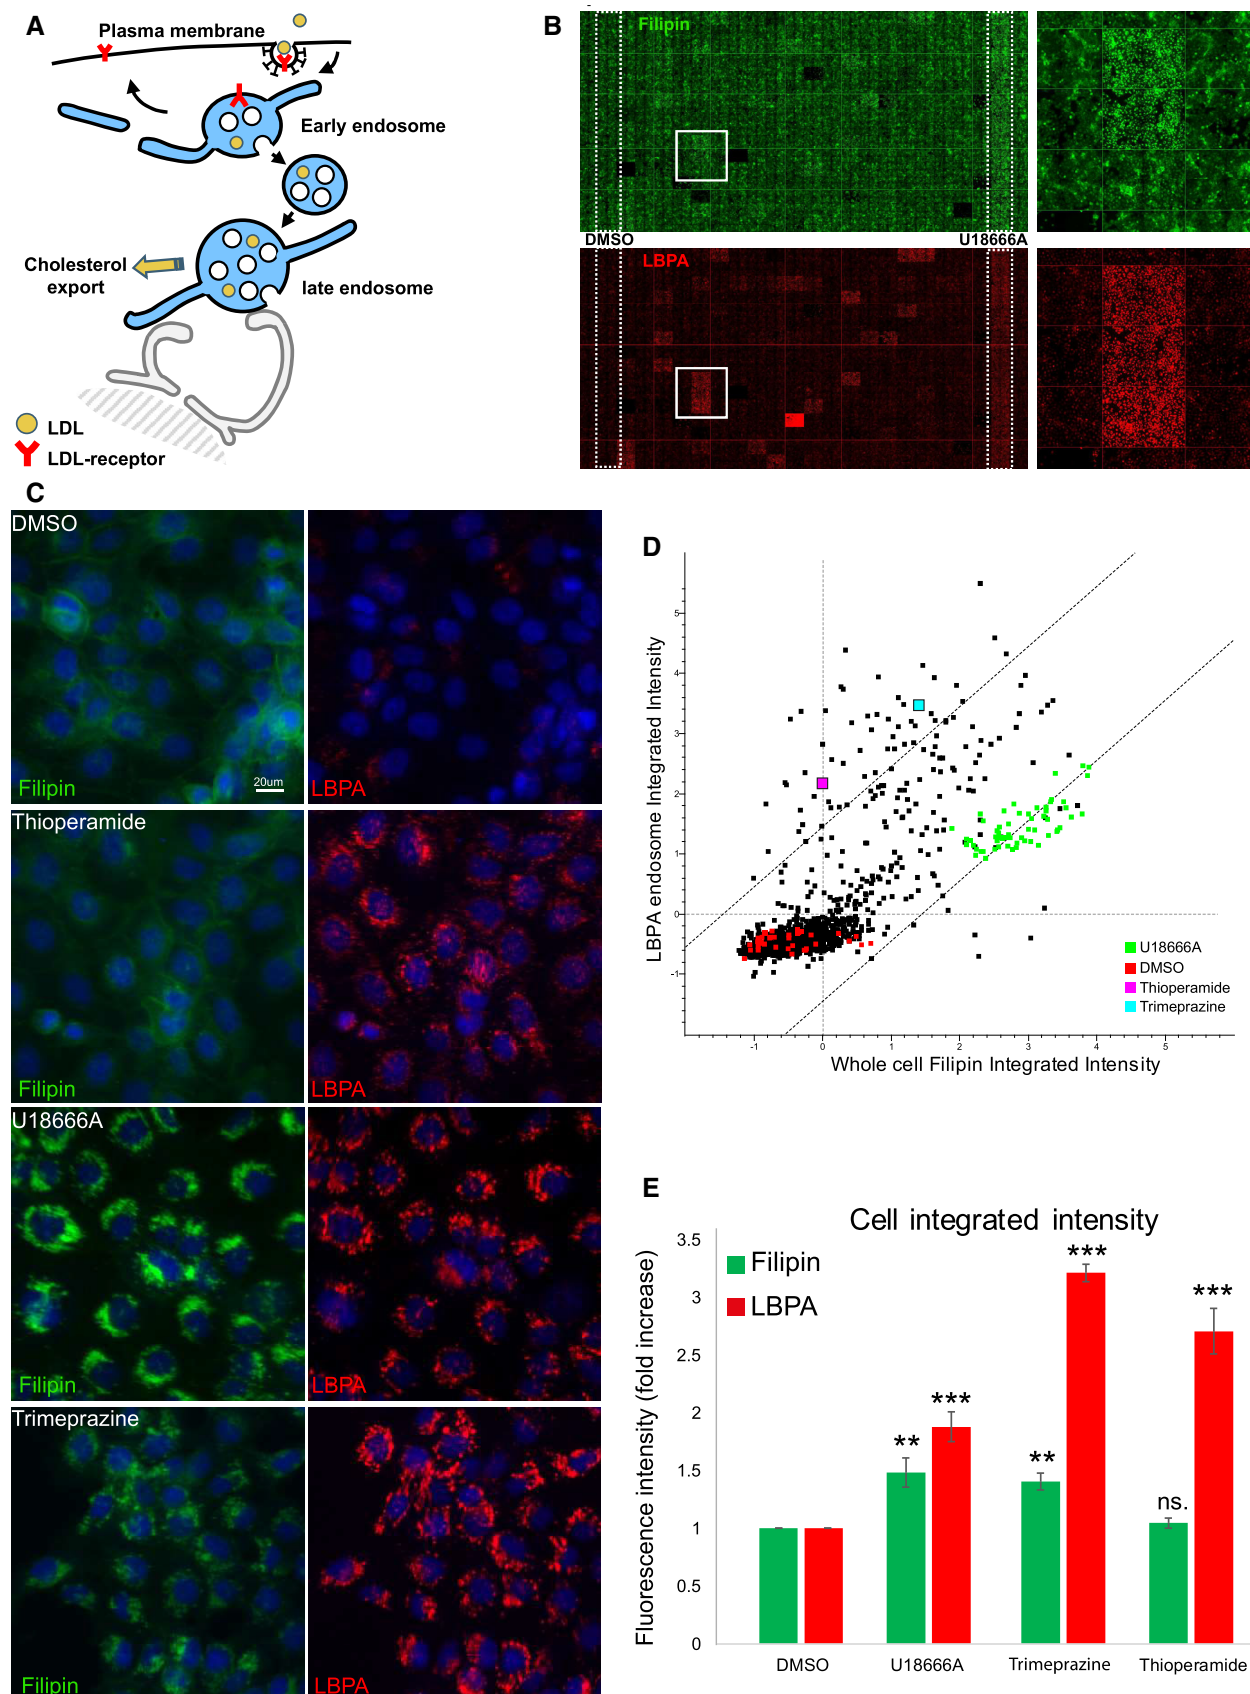 A
Plasma membrane
Early endosome
Cholesterol
export
late endosome
LDL
LDL-receptor
B
Filipin
DMSO
U18666A
LBPA
C
DMSO
Filipin
20um
LBPA
Thioperamide
Filipin
LBPA
U18666A
Filipin
LBPA
Trimeprazine
Filipin
LBPA
D
LBPA endosome Integrated Intensity
5
4
3
2
1
0
-1
-1
0
1
2
3
4
5
Whole cell Filipin Integrated Intensity
U18666A
DMSO
Thioperamide
Trimeprazine
E
Cell integrated intensity
Fluorescence intensity (fold increase)
3.5
3
2.5
2
1.5
1
0.5
0
Filipin
LBPA
**
***
**
***
ns.
***
DMSO
U18666A
Trimeprazine
Thioperamide